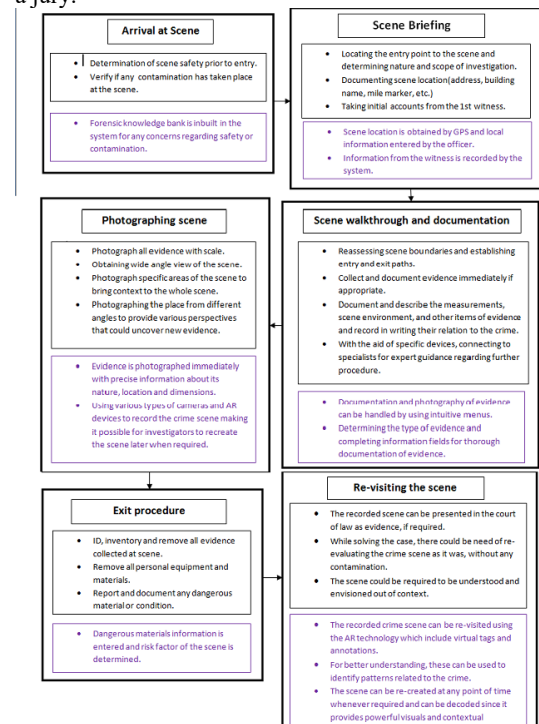 a jury.
Arrival at Scene
• Determination of scene safety prior to entry.
• Verify if any contamination has taken place
at the scene.
• Forensic knowledge bank is inbuilt in the
system for any concerns regarding safety or
contamination.
Scene Briefing
• Locating the entry point to the scene and
determining nature and scope of investigation.
• Documenting scene location(address, building
name, mile marker, etc.)
• Taking initial accounts from the 1st witness.
• Scene location is obtained by GPS and local
information entered by the officer.
• Information from the witness is recorded by the
system.
Scene walkthrough and documentation
• Reassessing scene boundaries and establishing
entry and exit paths.
• Collect and document evidence immediately if
appropriate.
• Document and describe the measurements,
scene environment, and other items of evidence
and record in writing their relation to the crime.
• With the aid of specific devices, connecting to
specialists for expert guidance regarding further
procedure.
• Documentation and photography of evidence
can be handled by using intuitive menus.
• Determining the type of evidence and
completing information fields for thorough
documentation of evidence.
Photographing scene
• Photograph all evidence with scale.
• Obtaining wide angle view of the scene.
• Photograph specific areas of the scene to
bring context to the whole scene.
• Photographing the place from different
angles to provide various perspectives
that could uncover new evidence.
• Evidence is photographed immediately
with precise information about its
nature, location and dimensions.
• Using various types of cameras and AR
devices to record the crime scene making
it possible for investigators to recreate
the scene later when required.
Exit procedure
• ID, inventory and remove all evidence
collected at scene.
• Remove all personal equipment and
materials.
• Report and document any dangerous
material or condition.
• Dangerous materials information is
entered and risk factor of the scene is
determined.
Re-visiting the scene
• The recorded scene can be presented in the court
of law as evidence, if required.
• While solving the case, there could be need of re-
evaluating the crime scene as it was, without any
contamination.
• The scene could be required to be understood and
envisioned out of context.
• The recorded crime scene can be re-visited using
the AR technology which include virtual tags and
annotations.
• For better understanding, these can be used to
identify patterns related to the crime.
• The scene can be re-created at any point of time
whenever required and can be decoded since it
provides powerful visuals and contextual